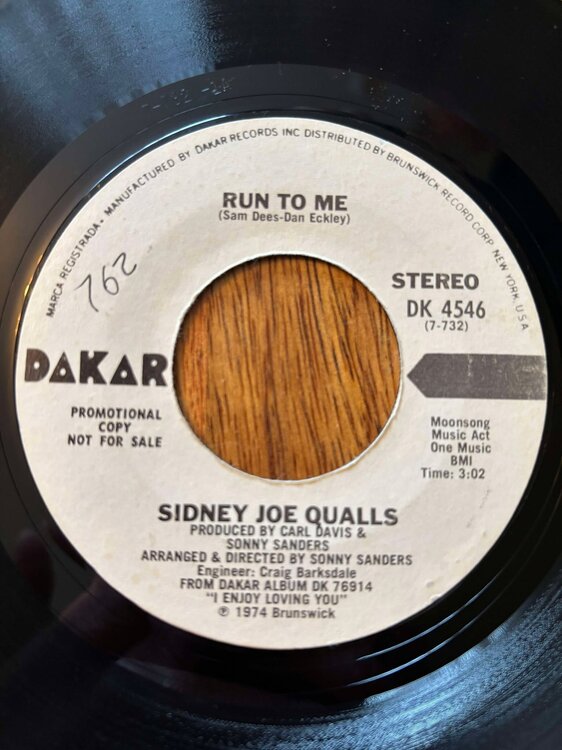 MARCA REGISTRADA • MANUFACTURED BY DAKAR RECORDS INC DISTRIBUTED BY BRUNSWICK RECORD CORP. NEW YORK, U.S.A.
RUN TO ME
(Sam Dees-Dan Eckley)
762
STEREO
DK 4546
(7-732)
DAKAR
PROMOTIONAL
COPY
NOT FOR SALE
Moonsong
Music Act
One Music
BMI
Time: 3:02
SIDNEY JOE QUALLS
PRODUCED BY CARL DAVIS &
SONNY SANDERS
ARRANGED & DIRECTED BY SONNY SANDERS
Engineer: Craig Barksdale
FROM DAKAR ALBUM DK 76914
"I ENJOY LOVING YOU"
℗ 1974 Brunswick